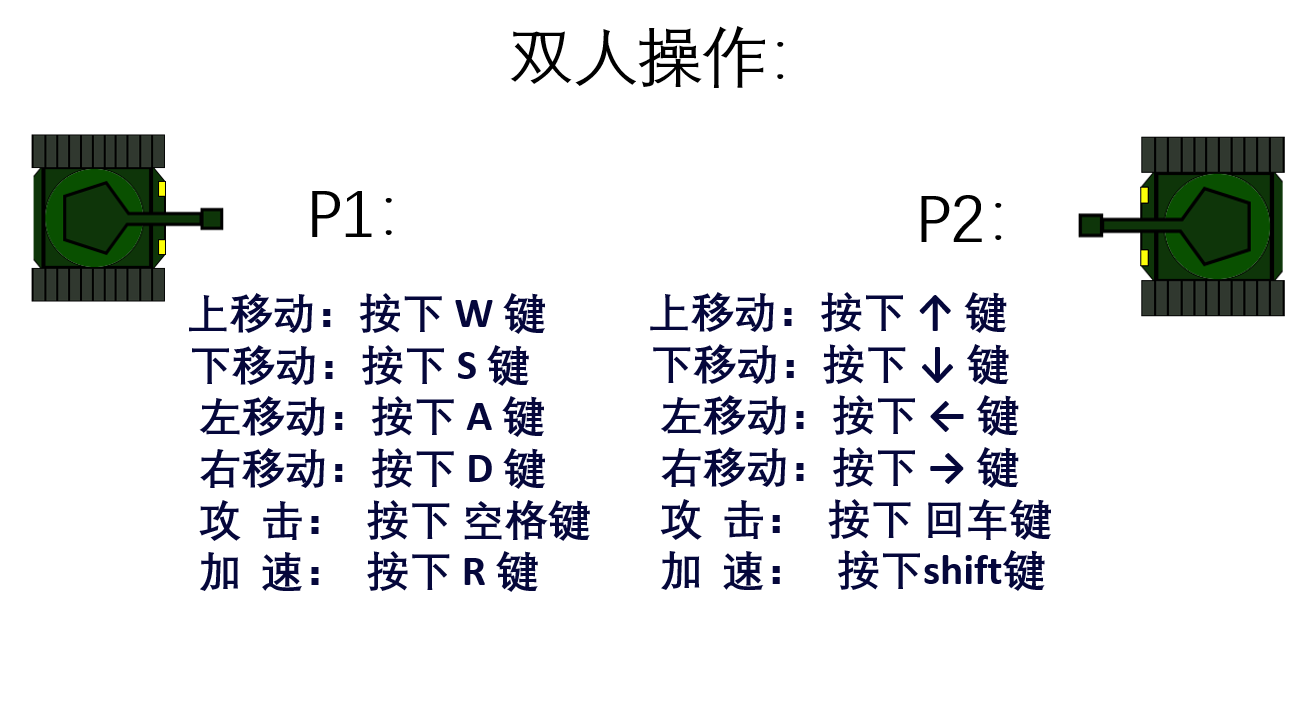 双人操作：
P1：
上移动：按下 W 键
下移动：按下 S 键
左移动：按下 A 键
右移动：按下 D 键
攻 击： 按下 空格键
加 速： 按下 R 键
P2：
上移动：按下 ↑ 键
下移动：按下 ↓ 键
左移动：按下 ← 键
右移动：按下 → 键
攻 击： 按下 回车键
加 速： 按下shift键